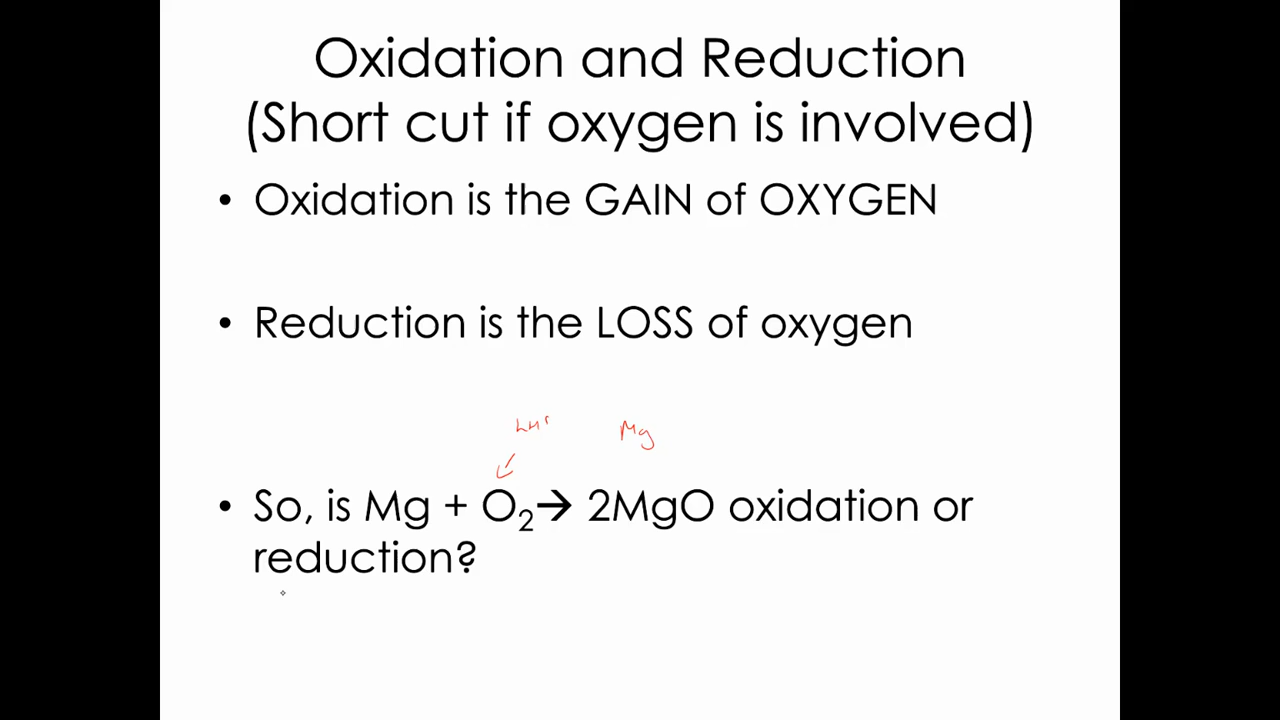 Oxidation and Reduction
(Short cut if oxygen is involved)
• Oxidation is the GAIN of OXYGEN
• Reduction is the LOSS of oxygen
Mg
• So, is Mg + O₂→ 2MgO oxidation or
reduction?